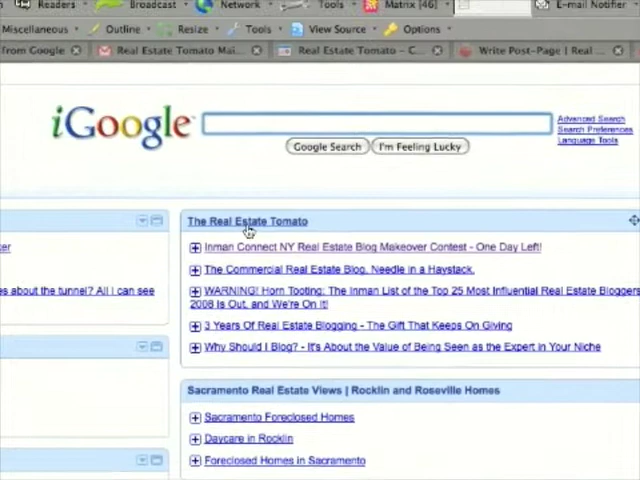 Readers Broadcast Network Tools Matrix [46] E-mail Notifier
Miscellaneous Outline Resize Tools View Source Options
from Google Real Estate Tomato Mai... Real Estate Tomato - C... Write Post-Page | Real ...
iGoogle
Advanced Search
Search Preferences
Language Tools
Google Search I'm Feeling Lucky
The Real Estate Tomato
ker
Inman Connect NY Real Estate Blog Makeover Contest - One Day Left!
The Commercial Real Estate Blog, Needle in a Haystack.
es about the tunnel? All I can see
WARNING! Horn Tooting: The Inman List of the Top 25 Most Influential Real Estate Bloggers
2008 Is Out, and We're On It!
3 Years Of Real Estate Blogging - The Gift That Keeps On Giving
Why Should I Blog? - It's About the Value of Being Seen as the Expert in Your Niche
Sacramento Real Estate Views | Rocklin and Roseville Homes
Sacramento Foreclosed Homes
Daycare in Rocklin
Foreclosed Homes in Sacramento